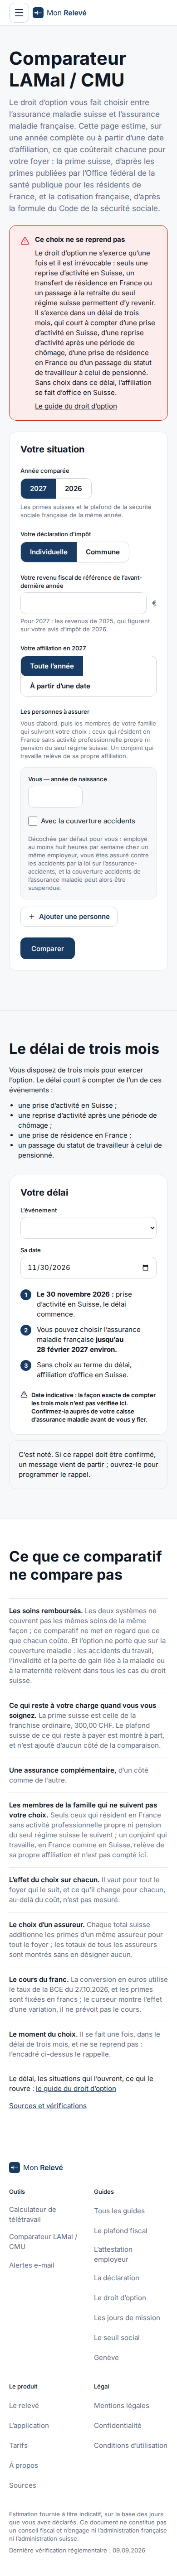 Mon Relevé
Comparateur
LAMal / CMU
Le droit d'option vous fait choisir entre
l'assurance maladie suisse et l'assurance
maladie française. Cette page estime, sur
une année complète ou à partir d'une date
d'affiliation, ce que coûterait chacune pour
votre foyer : la prime suisse, d'après les
primes publiées par l'Office fédéral de la
santé publique pour les résidents de
France, et la cotisation française, d'après
la formule du Code de la sécurité sociale.
Ce choix ne se reprend pas
Le droit d'option ne s'exerce qu'une
fois et il est irrévocable : seuls une
reprise d'activité en Suisse, un
transfert de résidence en France ou
un passage à la retraite du seul
régime suisse permettent d'y revenir.
Il s'exerce dans un délai de trois
mois, qui court à compter d'une prise
d'activité en Suisse, d'une reprise
d'activité après une période de
chômage, d'une prise de résidence
en France ou d'un passage du statut
de travailleur à celui de pensionné.
Sans choix dans ce délai, l'affiliation
se fait d'office en Suisse.
Le guide du droit d'option
Votre situation
Année comparée
2027 2026
Les primes suisses et le plafond de la sécurité
sociale françaises de la même année.
Votre déclaration d'impôt
Individuelle Commune
Votre revenu fiscal de référence de l'avant-
dernière année
€
Pour 2027 : les revenus de 2025, qui figurent
sur votre avis d'impôt de 2026.
Votre affiliation en 2027
Toute l'année
À partir d'une date
Les personnes à assurer
Vous d'abord, puis les membres de votre famille
qui suivront votre choix : ceux qui résident en
France sans activité professionnelle propre ni
pension du seul régime suisse. Un conjoint qui
travaille relève de sa propre affiliation.
Vous — année de naissance
Avec la couverture accidents
Décochée par défaut pour vous : employé
au moins huit heures par semaine chez un
même employeur, vous êtes assuré contre
les accidents par la loi sur l'assurance-
accidents, et la couverture accidents de
l'assurance maladie peut alors être
suspendue.
+ Ajouter une personne
Comparer
Le délai de trois mois
Vous disposez de trois mois pour exercer
l'option. Le délai court à compter de l'un de ces
événements :
• une prise d'activité en Suisse ;
• une reprise d'activité après une période de
chômage ;
• une prise de résidence en France ;
• un passage du statut de travailleur à celui de
pensionné.
Votre délai
L'événement
Sa date
11/30/2026
1 Le 30 novembre 2026 : prise
d'activité en Suisse, le délai
commence.
2 Vous pouvez choisir l'assurance
maladie française jusqu'au
28 février 2027 environ.
3 Sans choix au terme du délai,
affiliation d'office en Suisse.
Date indicative : la façon exacte de compter
les trois mois n'est pas vérifiée ici.
Confirmez-la auprès de votre caisse
d'assurance maladie avant de vous y fier.
C'est noté. Si ce rappel doit être confirmé,
un message vient de partir ; ouvrez-le pour
programmer le rappel.
Ce que ce comparatif
ne compare pas
Les soins remboursés. Les deux systèmes ne
couvrent pas les mêmes soins de la même
façon ; ce comparatif ne met en regard que ce
que chacun coûte. Et l'option ne porte que sur la
couverture maladie : les accidents du travail,
l'invalidité et la perte de gain liée à la maladie ou
à la maternité relèvent dans tous les cas du droit
suisse.
Ce qui reste à votre charge quand vous vous
soignez. La prime suisse est celle de la
franchise ordinaire, 300,00 CHF. Le plafond
suisse de ce qui reste à payer est montré à part,
et n'est ajouté d'aucun côté de la comparaison.
Une assurance complémentaire, d'un côté
comme de l'autre.
Les membres de la famille qui ne suivent pas
votre choix. Seuls ceux qui résident en France
sans activité professionnelle propre ni pension
du seul régime suisse le suivent ; un conjoint qui
travaille, en France comme en Suisse, relève de
sa propre affiliation et n'est pas compté ici.
L'effet du choix sur chacun. Il vaut pour tout le
foyer qui le suit, et ce qu'il change pour chacun,
au-delà du coût, n'est pas mesuré.
Le choix d'un assureur. Chaque total suisse
additionne les primes d'un même assureur pour
tout le foyer ; les totaux de tous les assureurs
sont montrés sans en désigner aucun.
Le cours du franc. La conversion en euros utilise
le taux de la BCE du 27.10.2026, et les primes
sont fixées en francs ; le curseur montre l'effet
d'une variation, il ne prévoit pas le cours.
Le moment du choix. Il se fait une fois, dans le
délai de trois mois, et ne se reprend pas :
l'encadré ci-dessus le rappelle.
Le délai, les situations qui l'ouvrent, ce qui le
rouvre : le guide du droit d'option
Sources et vérifications
Mon Relevé
Outils
Calculateur de
télétravail
Comparateur LAMal /
CMU
Alertes e-mail
Guides
Tous les guides
Le plafond fiscal
L'attestation
employeur
La déclaration
Le droit d'option
Les jours de mission
Le seuil social
Genève
Le produit
Le relevé
L'application
Tarifs
À propos
Sources
Légal
Mentions légales
Confidentialité
Conditions d'utilisation
Estimation fournie à titre indicatif, sur la base des jours
que vous avez déclarés. Ce document ne constitue pas
un conseil fiscal et n'engage ni l'administration française
ni l'administration suisse.
Dernière vérification réglementaire : 09.09.2026